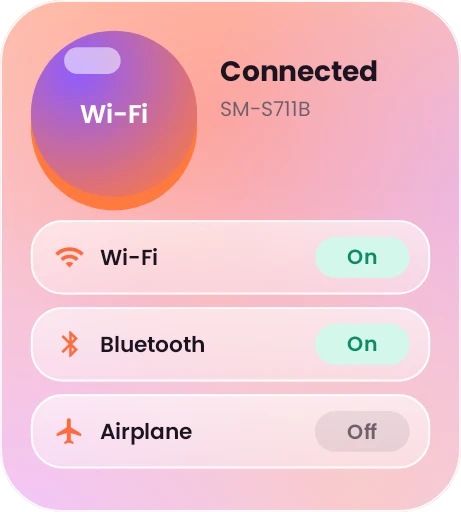 Wi-Fi
Connected
SM-S711B
Wi-Fi On
Bluetooth On
Airplane Off